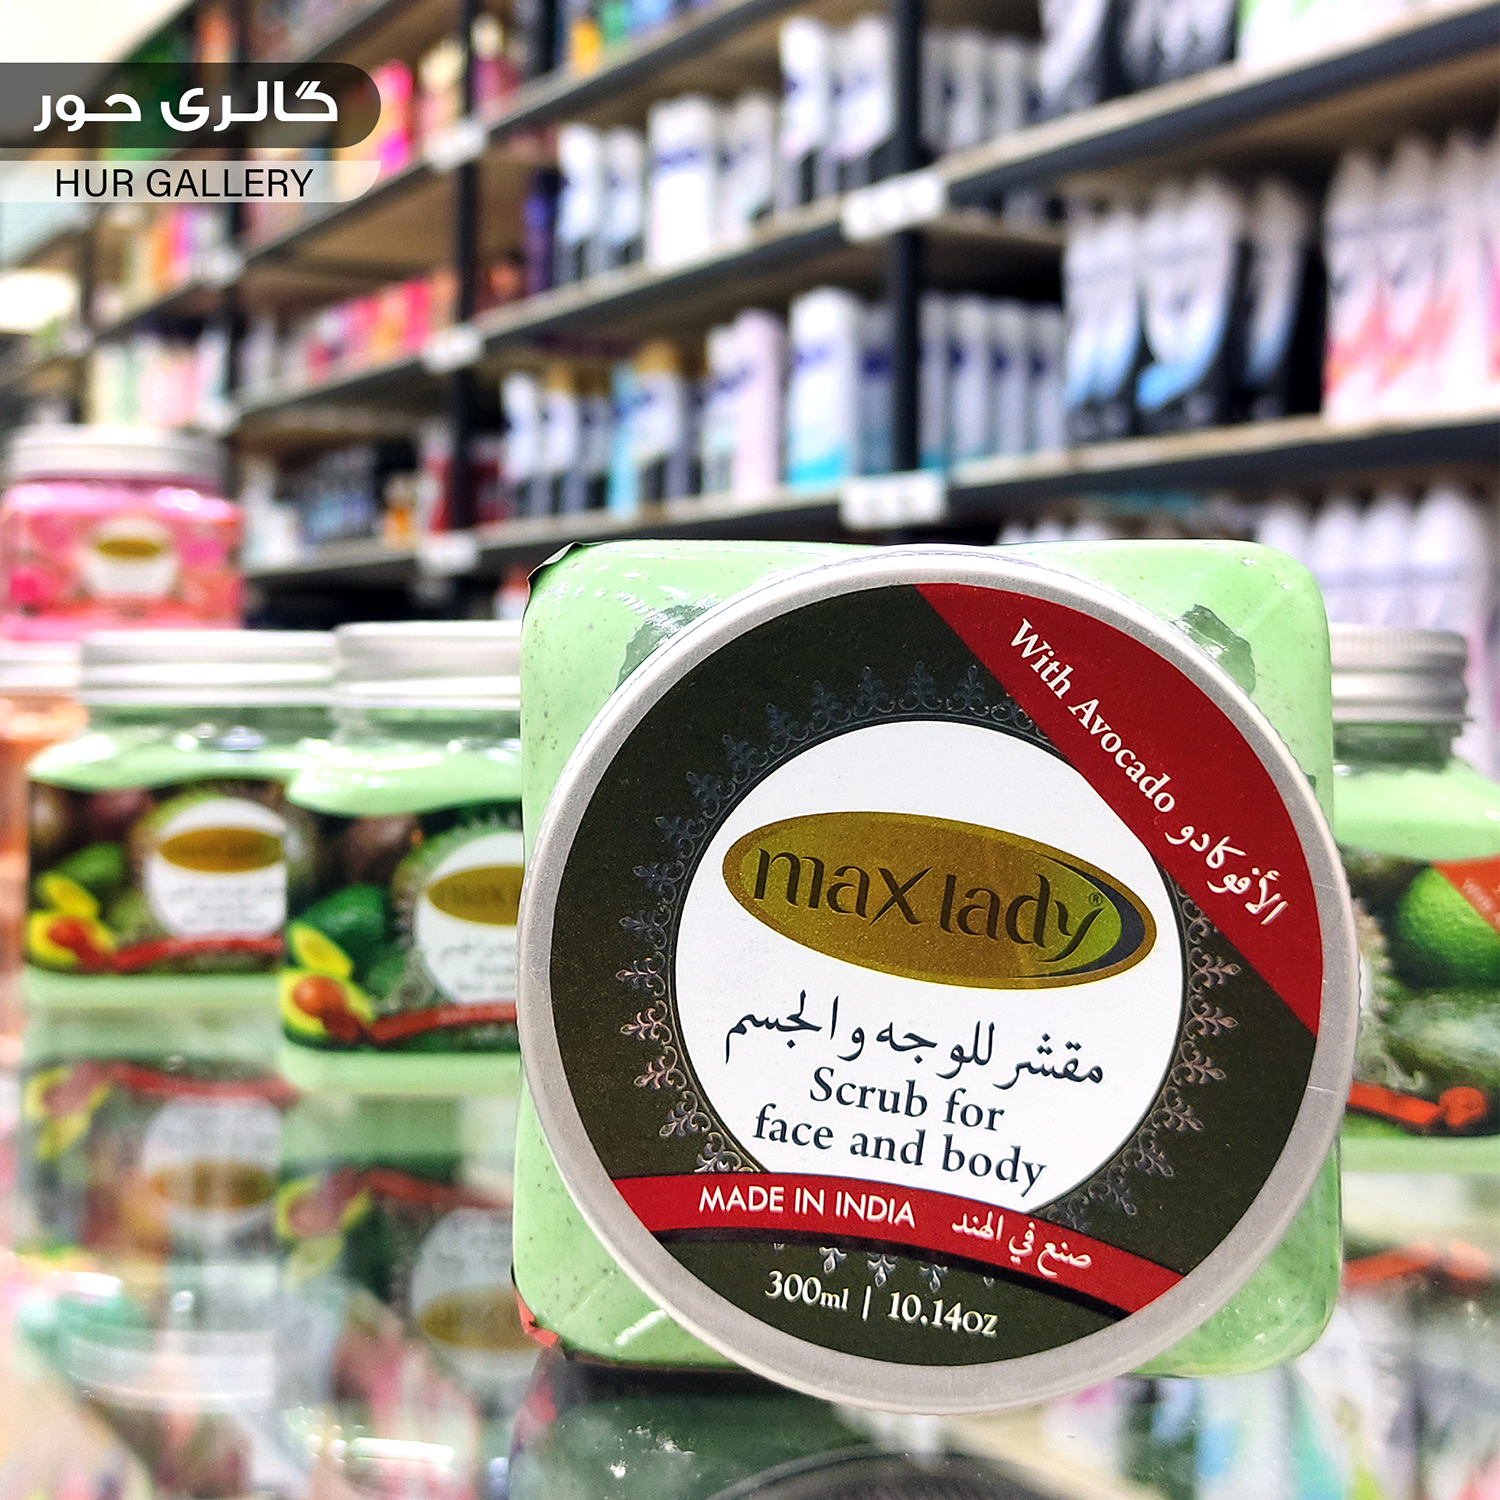 گالری حور
HUR GALLERY
With Avocado الأفوكادو
max lady®
مقشر للوجه و الجسم
Scrub for
face and body
MADE IN INDIA صنع في الهند
300ml | 10.14oz